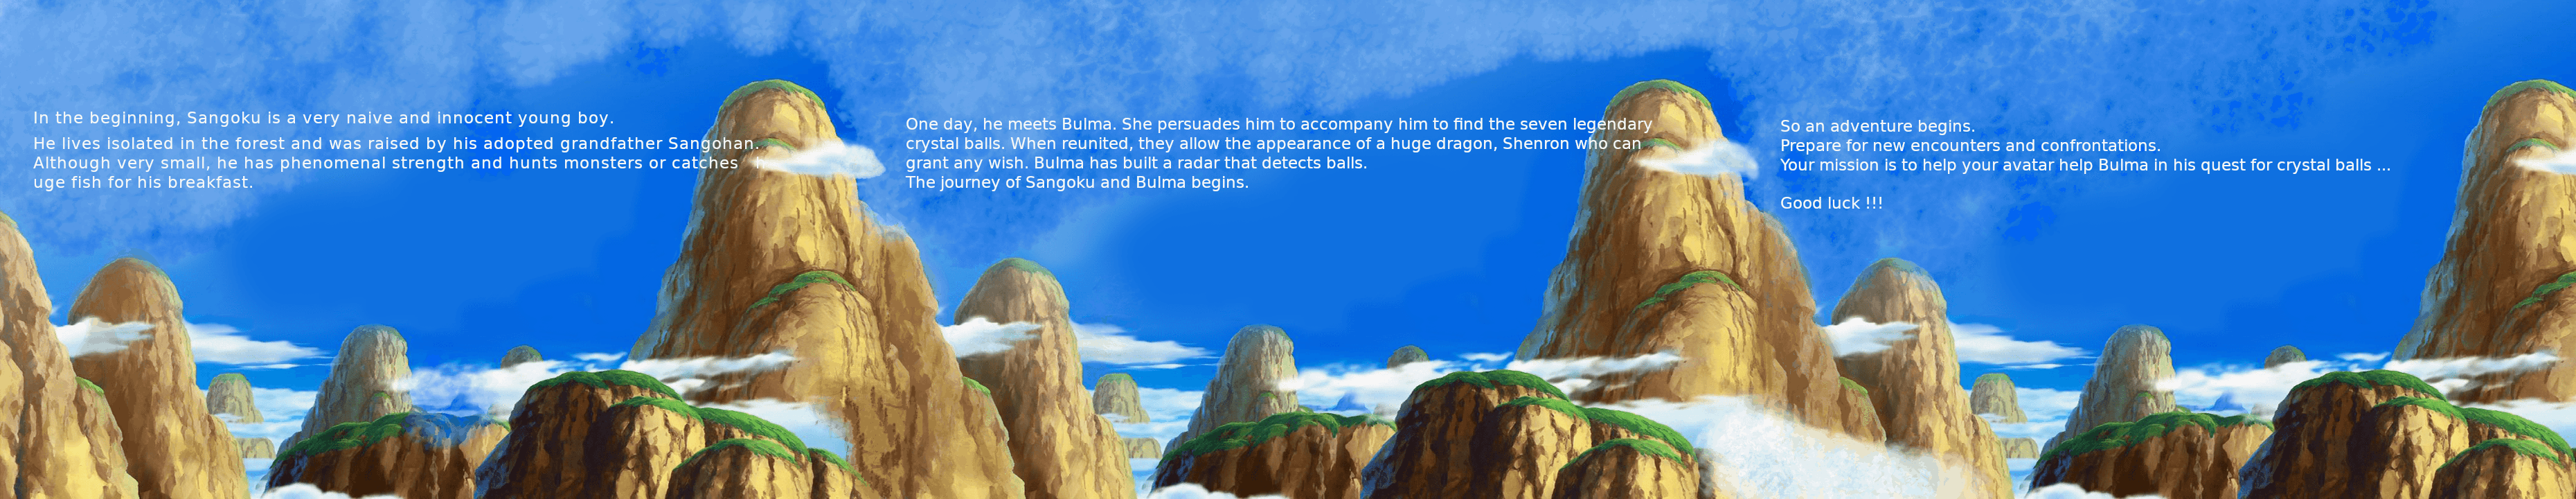 In the beginning, Sangoku is a very naive and innocent young boy.
He lives isolated in the forest and was raised by his adopted grandfather Sangohan.
Although very small, he has phenomenal strength and hunts monsters or catches h
uge fish for his breakfast.
One day, he meets Bulma. She persuades him to accompany him to find the seven legendary
crystal balls. When reunited, they allow the appearance of a huge dragon, Shenron who can
grant any wish. Bulma has built a radar that detects balls.
The journey of Sangoku and Bulma begins.
So an adventure begins.
Prepare for new encounters and confrontations.
Your mission is to help your avatar help Bulma in his quest for crystal balls ...
Good luck !!!